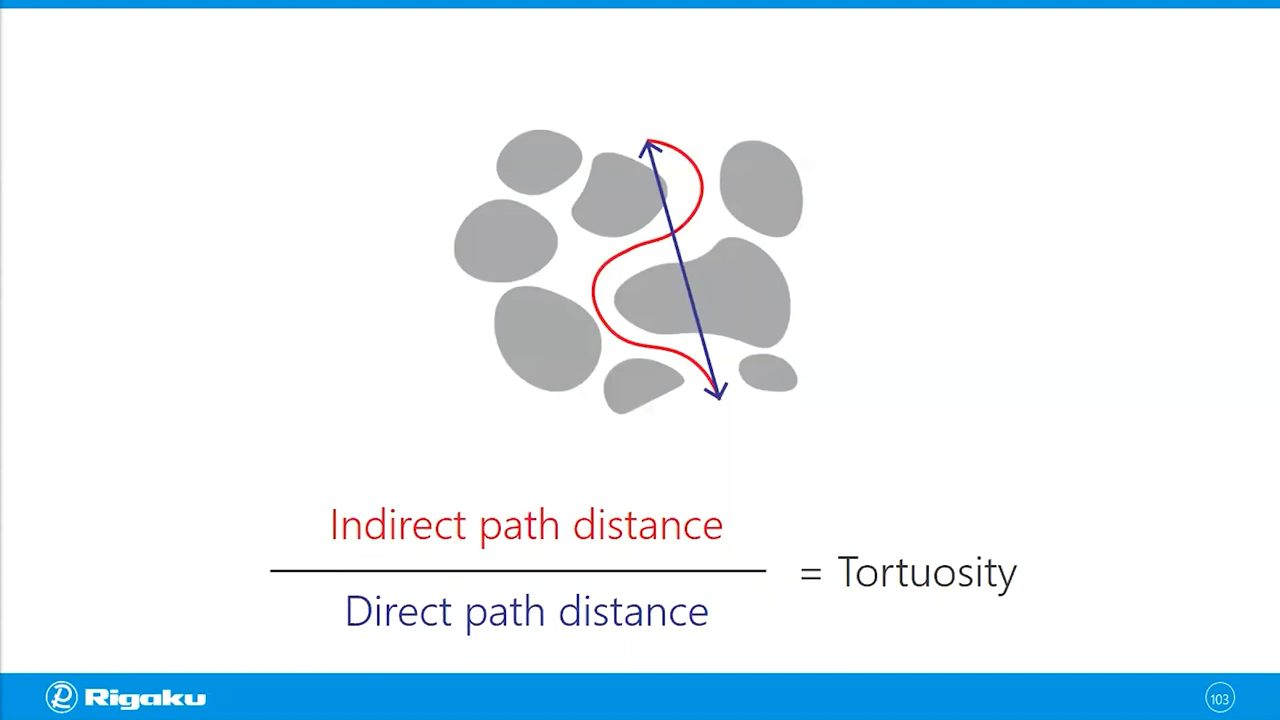 Indirect path distance
= Tortuosity
Direct path distance
Rigaku
103